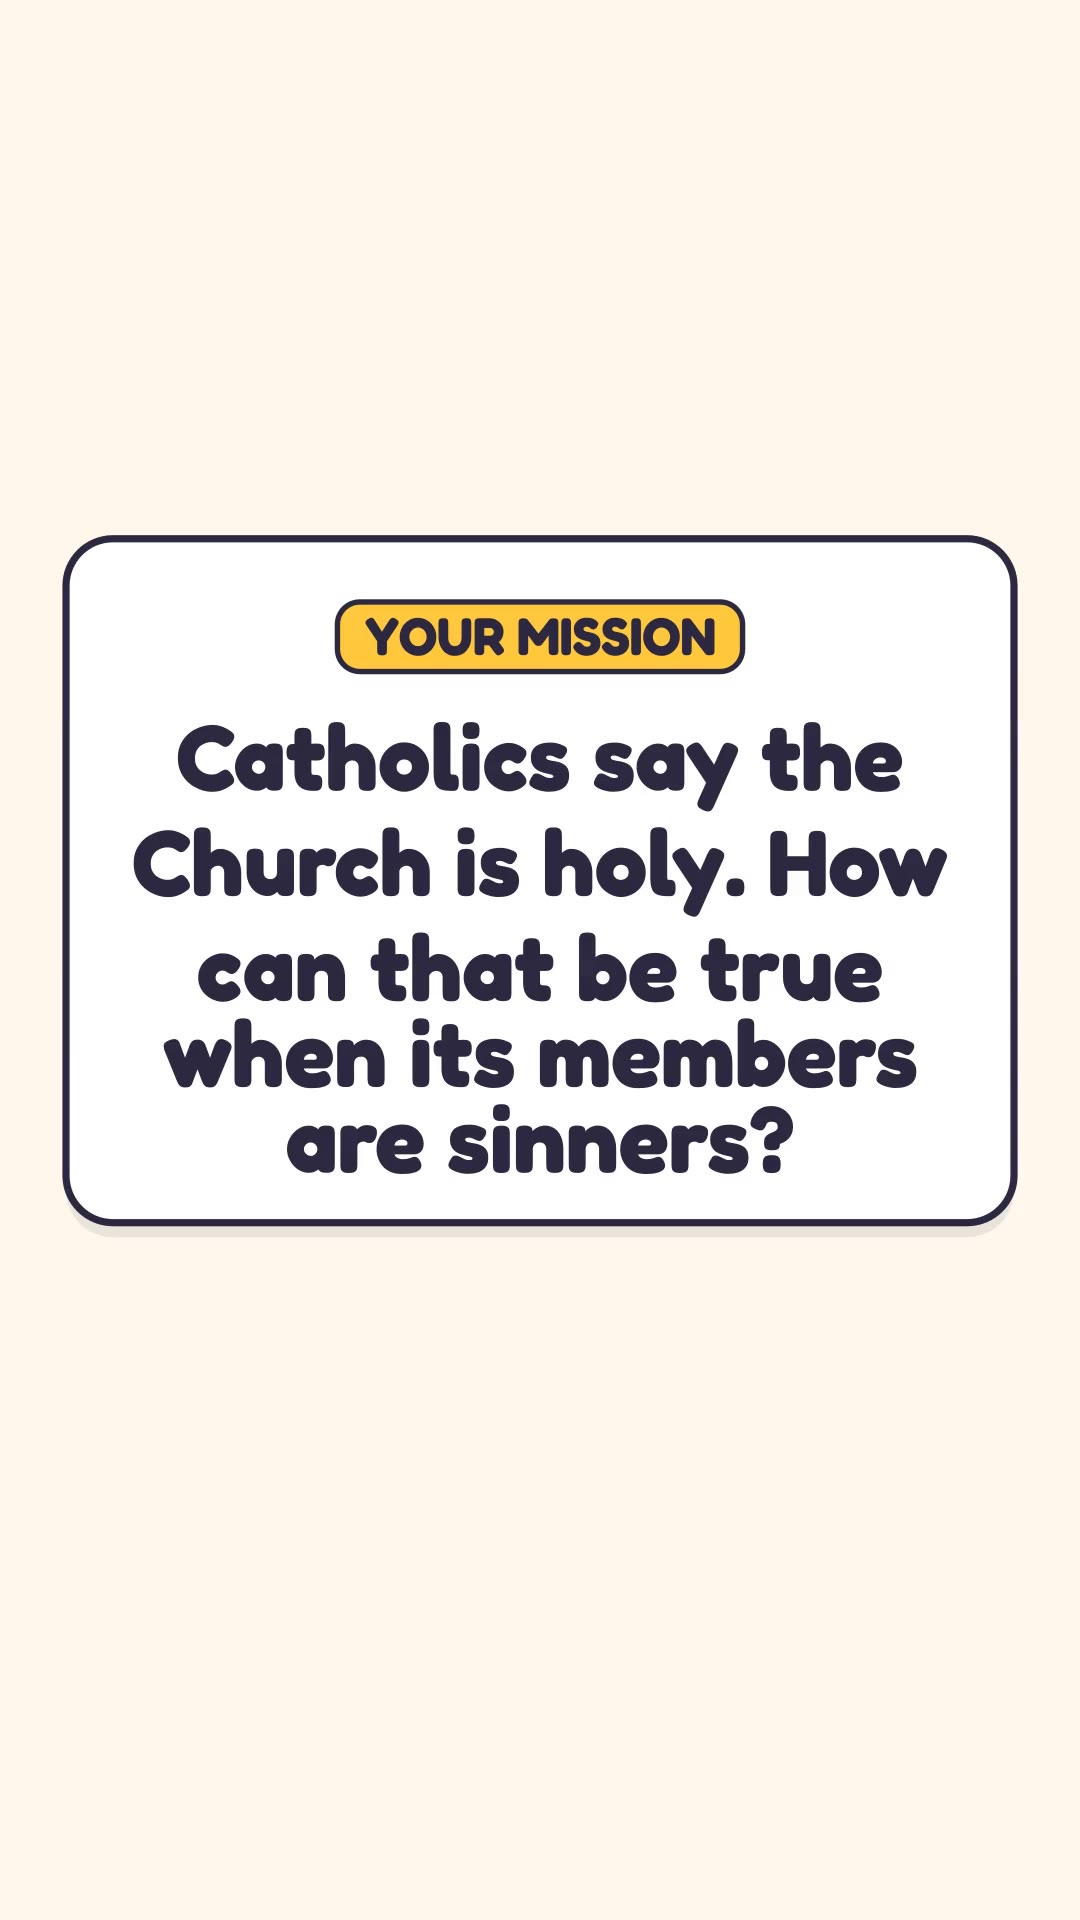 YOUR MISSION
Catholics say the
Church is holy. How
can that be true
when its members
are sinners?